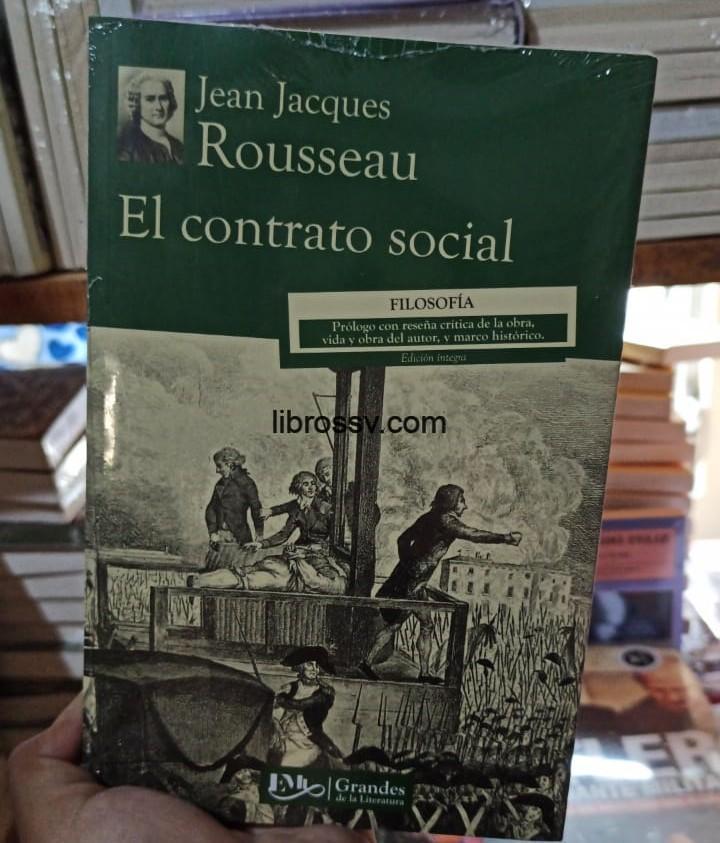 Jean Jacques
Rousseau
El contrato social
FILOSOFÍA
Prólogo con reseña crítica de la obra,
vida y obra del autor, y marco histórico.
Edición íntegra
librossv.com
Grandes
de la Literatura